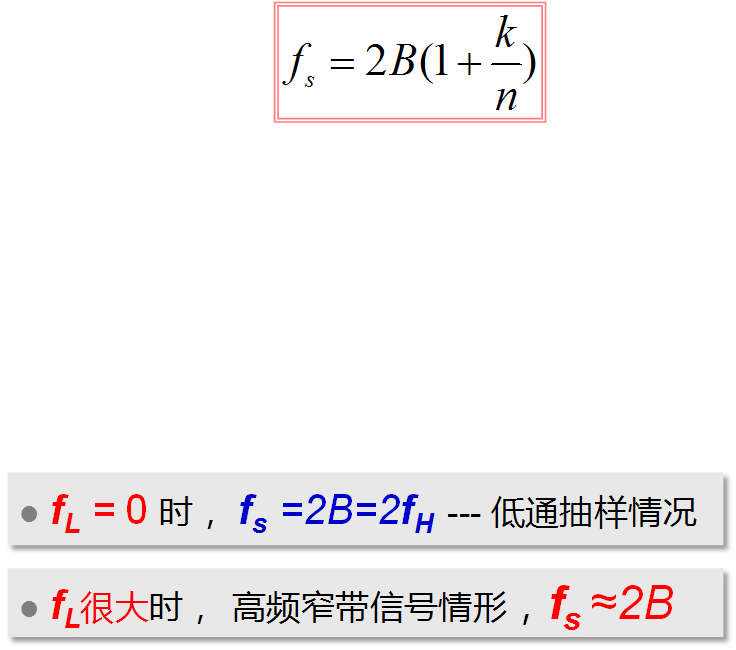 f_s = 2B(1 + k/n)
● f_L = 0 时， f_s =2B=2f_H --- 低通抽样情况
● f_L很大时， 高频窄带信号情形，f_s ≈2B